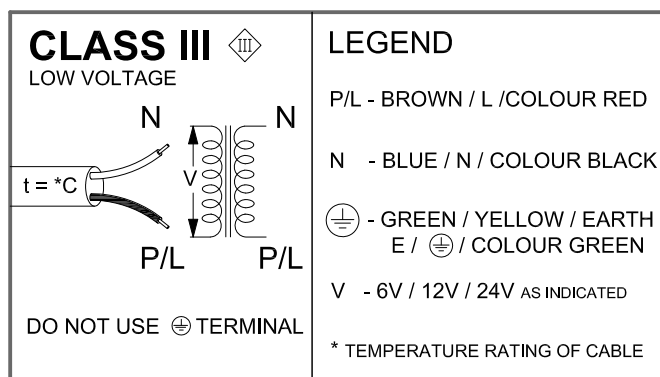 CLASS III III
LOW VOLTAGE
N N
t = *C
V
P/L P/L
DO NOT USE TERMINAL
LEGEND
P/L - BROWN / L /COLOUR RED
N - BLUE / N / COLOUR BLACK
- GREEN / YELLOW / EARTH
E / / COLOUR GREEN
V - 6V / 12V / 24V AS INDICATED
* TEMPERATURE RATING OF CABLE